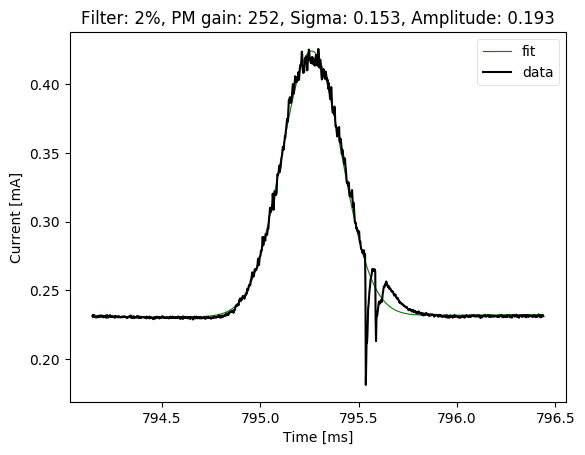 Filter: 2%, PM gain: 252, Sigma: 0.153, Amplitude: 0.193
fit
data
0.40
0.35
0.30
0.25
0.20
Current [mA]
794.5
795.0
795.5
796.0
796.5
Time [ms]